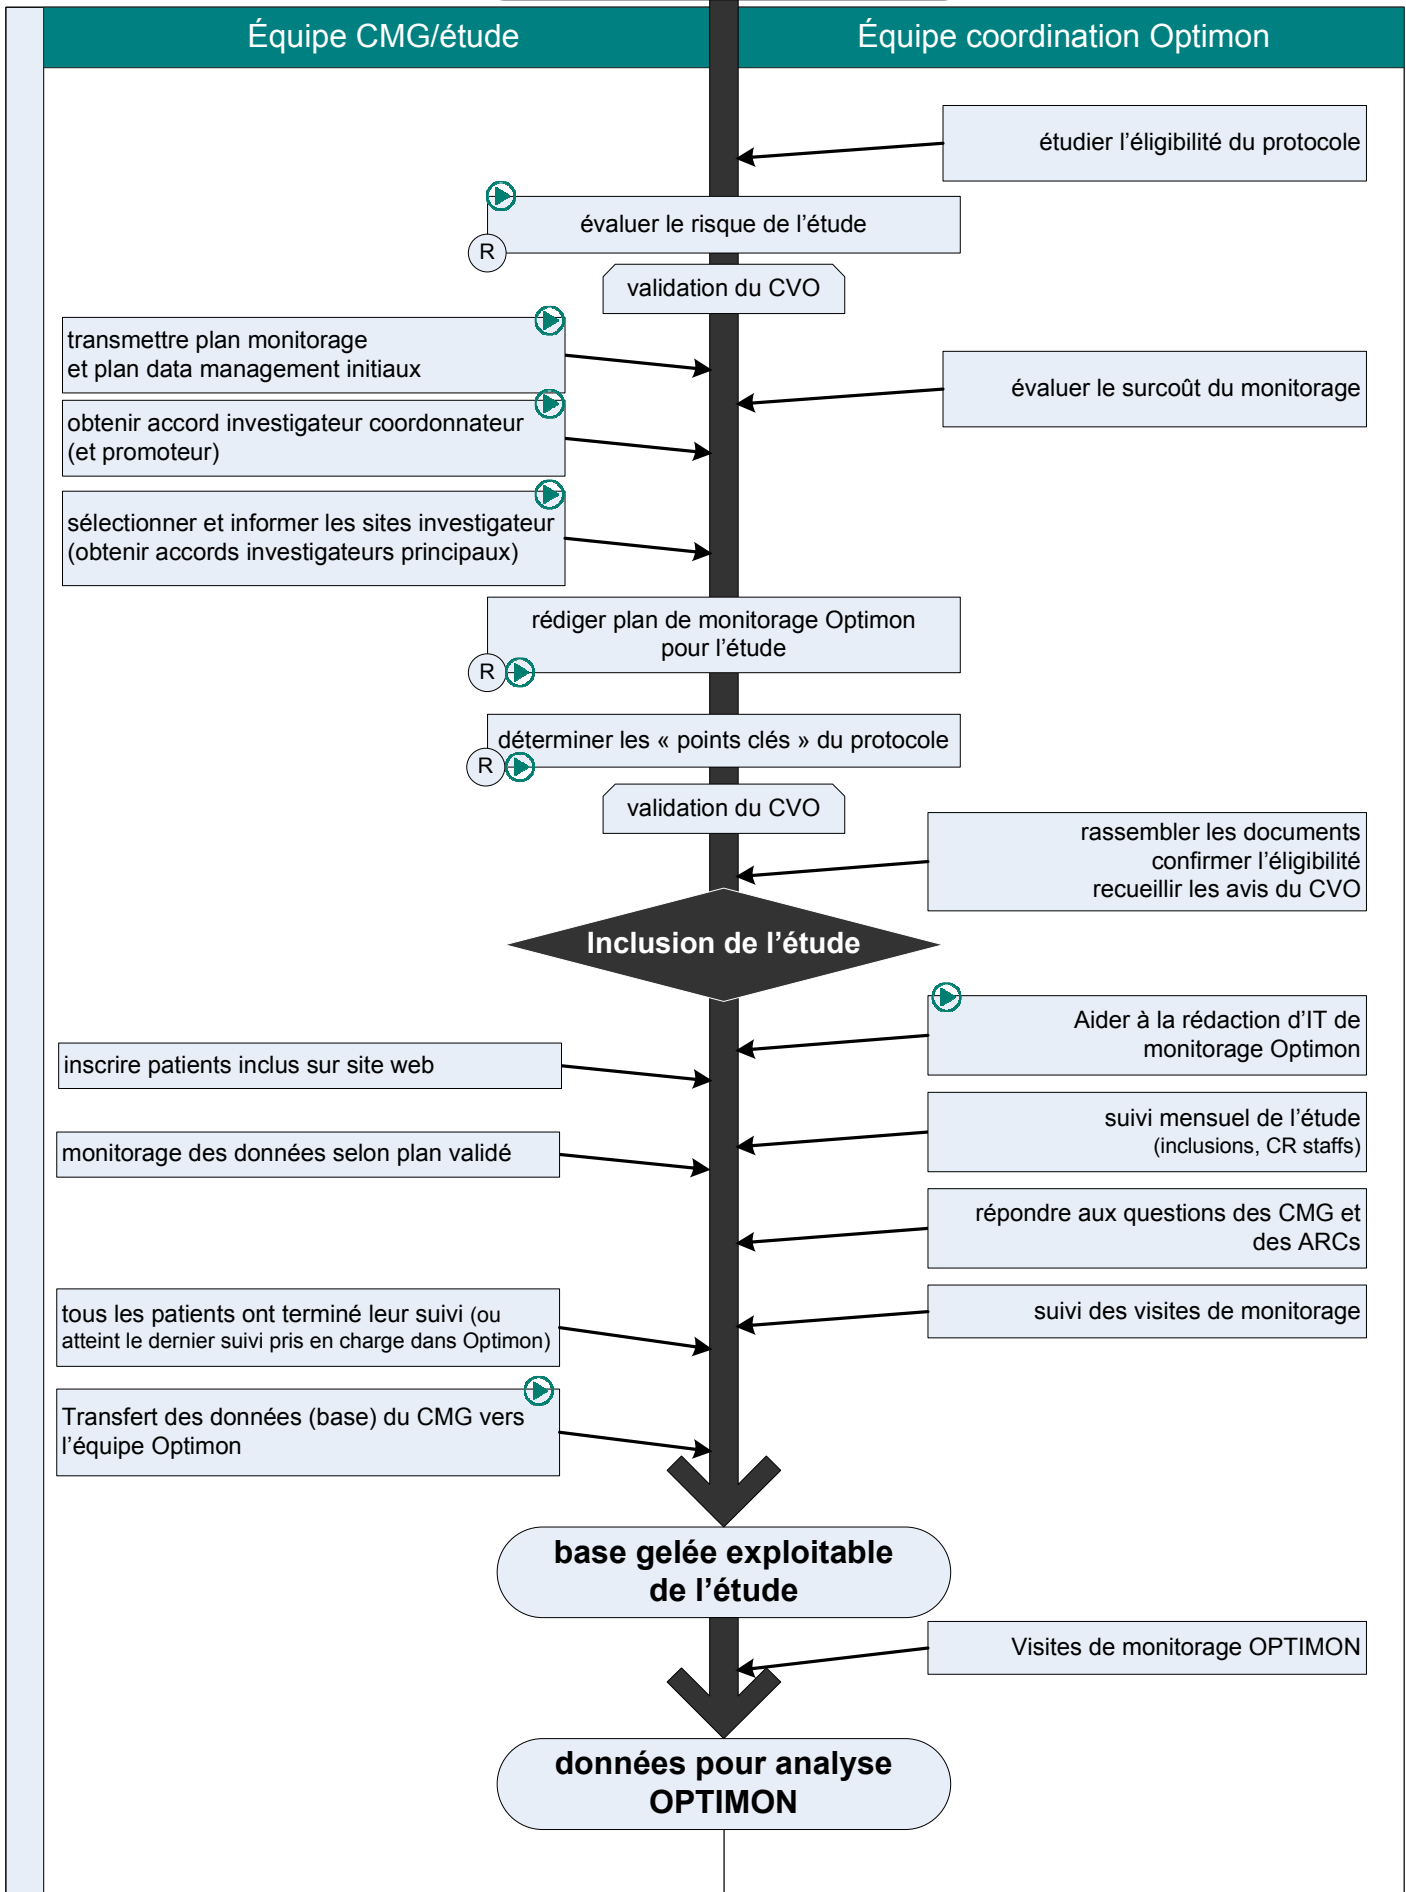 Équipe CMG/étude
Équipe coordination Optimon
étudier l’éligibilité du protocole
évaluer le risque de l’étude
R
validation du CVO
transmettre plan monitorage
et plan data management initiaux
évaluer le surcoût du monitorage
obtenir accord investigateur coordonnateur
(et promoteur)
sélectionner et informer les sites investigateur
(obtenir accords investigateurs principaux)
rédiger plan de monitorage Optimon
pour l’étude
R
déterminer les « points clés » du protocole
R
validation du CVO
rassembler les documents
confirmer l’éligibilité
recueillir les avis du CVO
Inclusion de l’étude
Aider à la rédaction d’IT de
monitorage Optimon
inscrire patients inclus sur site web
suivi mensuel de l’étude
(inclusions, CR staffs)
monitorage des données selon plan validé
répondre aux questions des CMG et
des ARCs
tous les patients ont terminé leur suivi (ou
atteint le dernier suivi pris en charge dans Optimon)
suivi des visites de monitorage
Transfert des données (base) du CMG vers
l’équipe Optimon
base gelée exploitable
de l’étude
Visites de monitorage OPTIMON
données pour analyse
OPTIMON